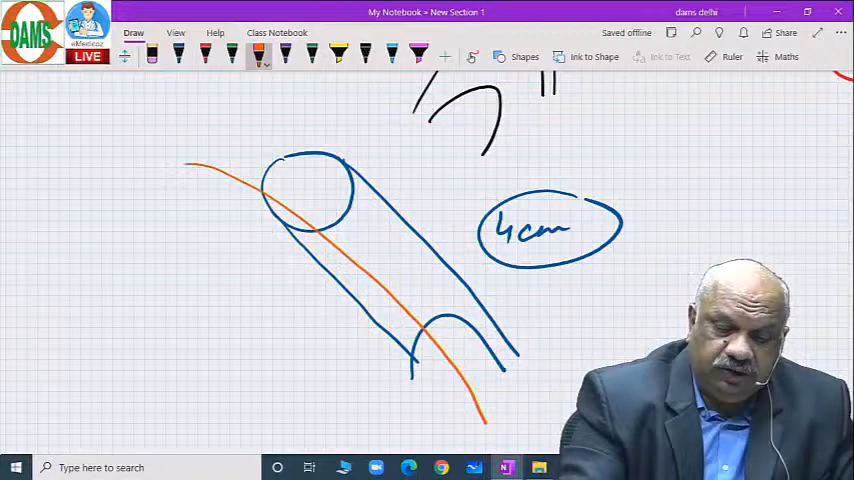 My Notebook > New Section 1
dams delhi
DAMS
eMedicoz
LIVE
Draw
View
Help
Class Notebook
Saved offline
Share
Shapes
Ink to Shape
Ink to Text
Ruler
Maths
4cm
Type here to search